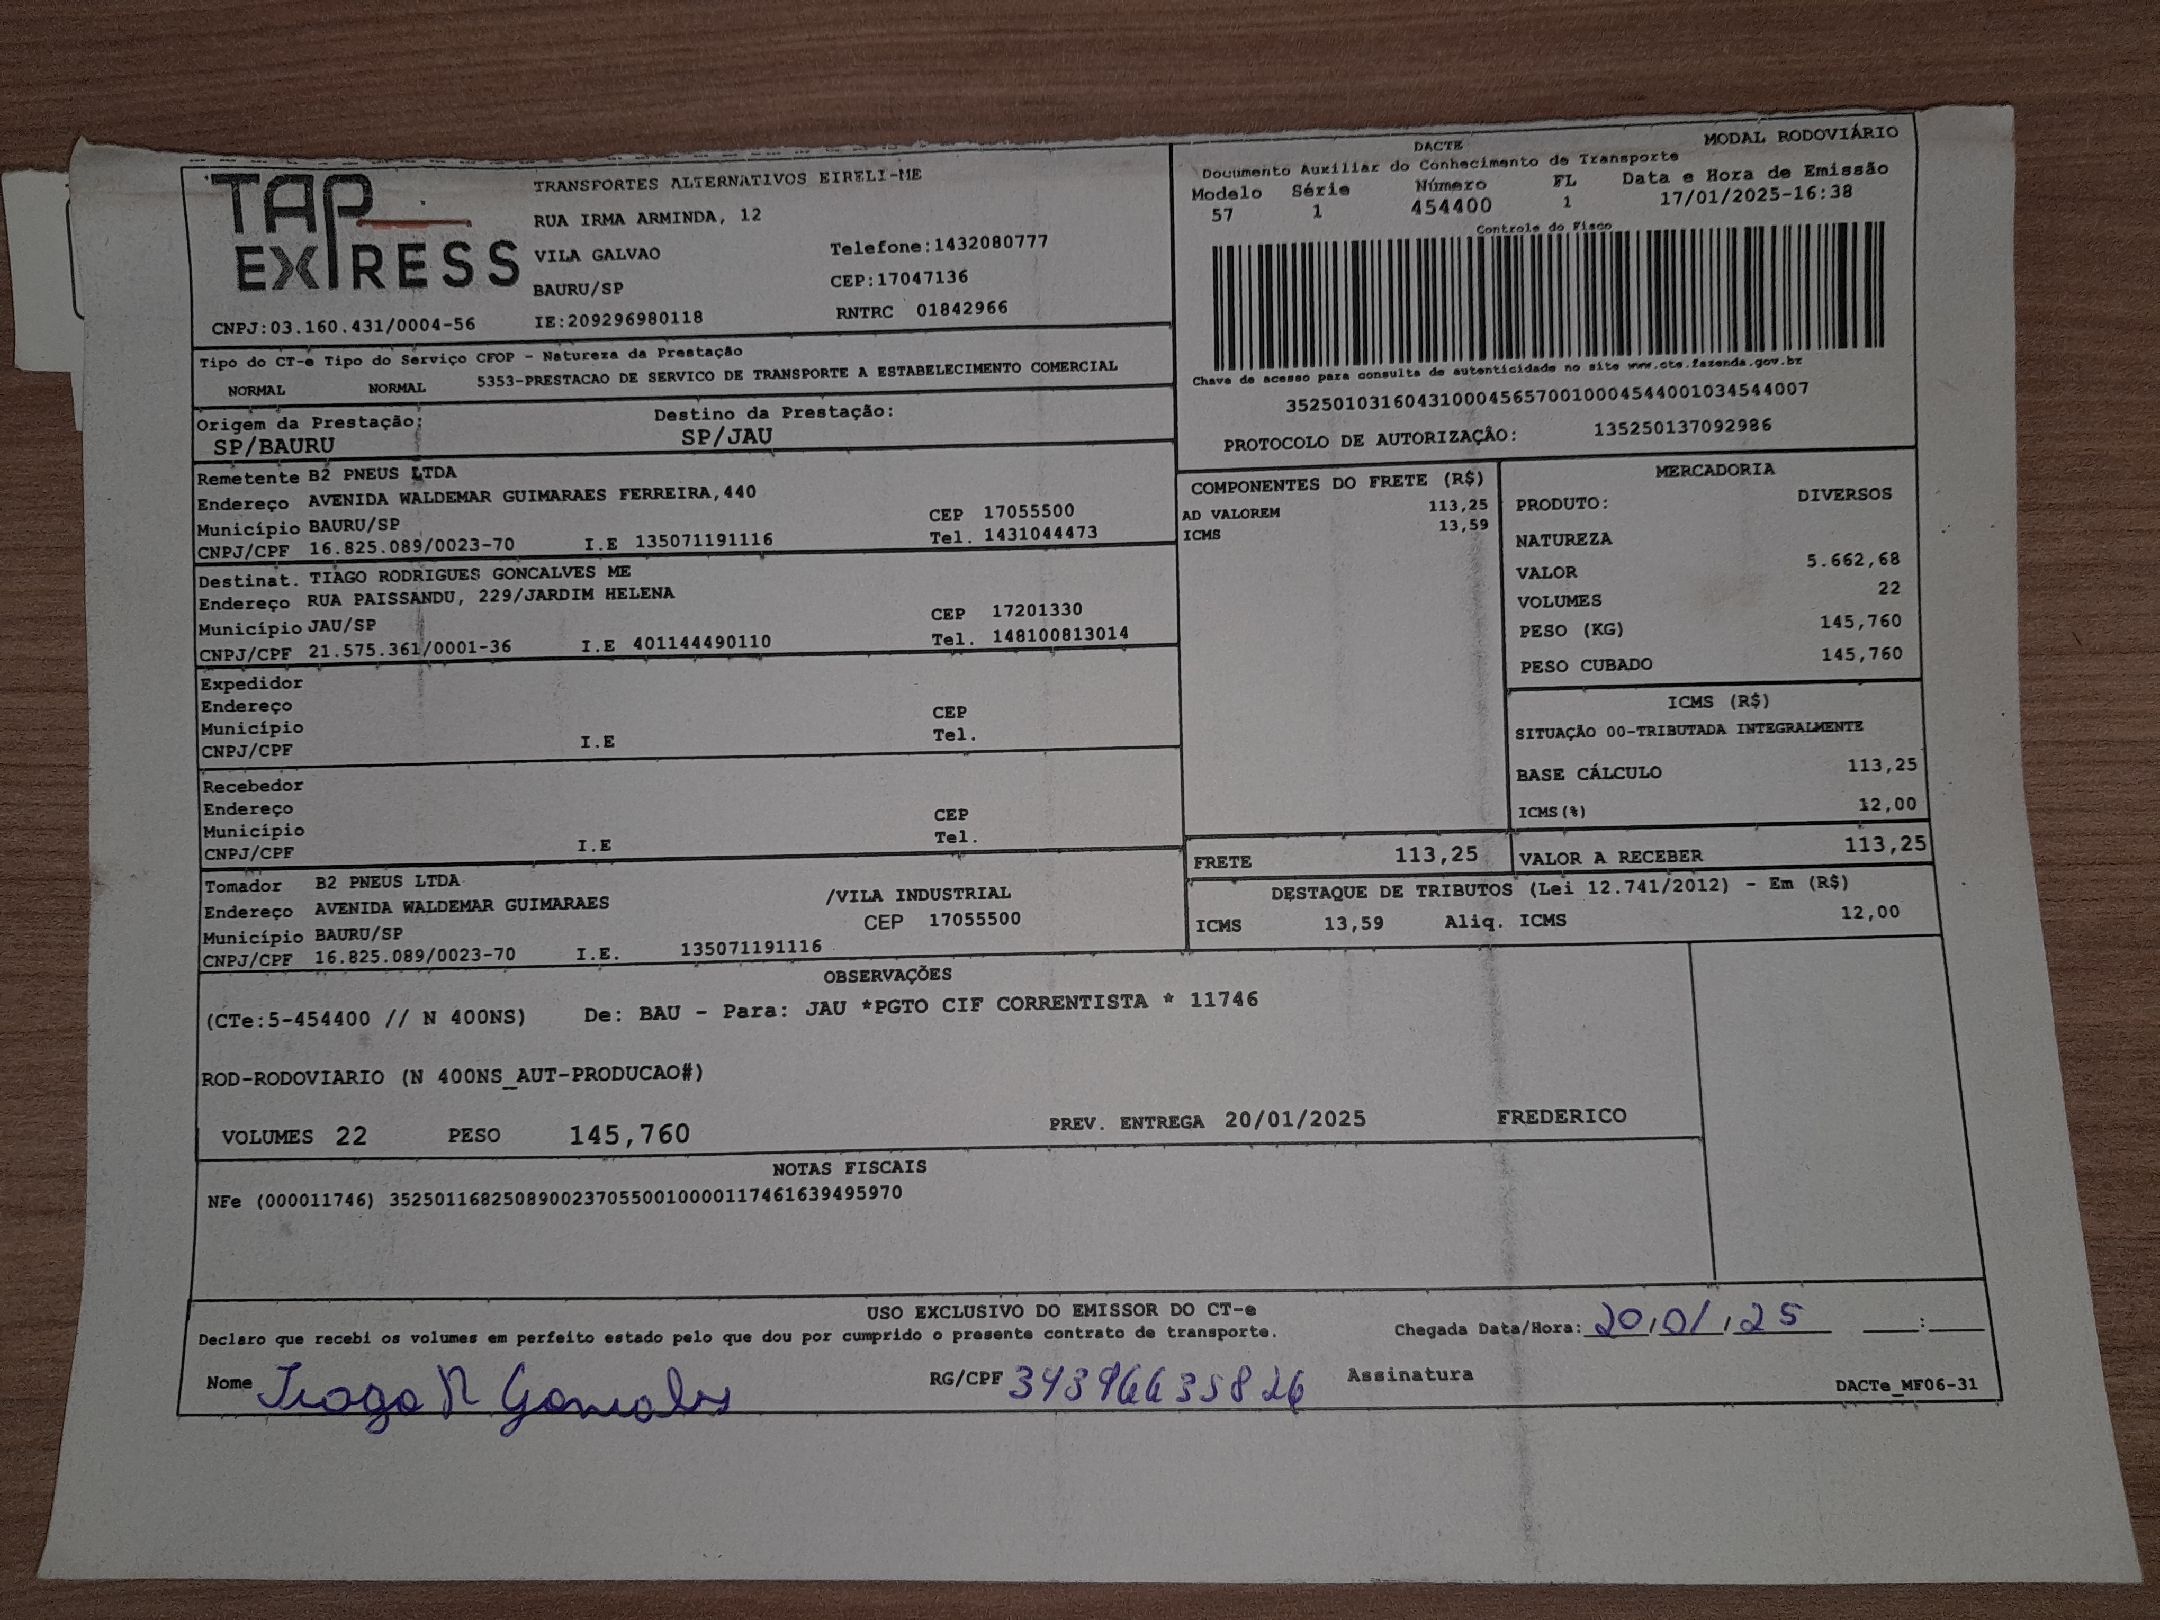 TAP EXPRESS
TRANSPORTES ALTERNATIVOS EIRELI-ME
RUA IRMA ARMINDA, 12
VILA GALVAO Telefone:1432080777
BAURU/SP CEP:17047136
CNPJ:03.160.431/0004-56 IE:209296980118 RNTRC 01842966
DACTE MODAL RODOVIÁRIO
Documento Auxiliar do Conhecimento de Transporte
Modelo Série Número FL Data e Hora de Emissão
57 1 454400 1 17/01/2025-16:38
Controle do Fisco
Chave de acesso para consulta de autenticidade no site www.cte.fazenda.gov.br
35250103160431000456570010004544001034544007
PROTOCOLO DE AUTORIZAÇÃO: 135250137092986
Tipo do CT-e Tipo do Serviço CFOP - Natureza da Prestação
NORMAL NORMAL 5353-PRESTACAO DE SERVICO DE TRANSPORTE A ESTABELECIMENTO COMERCIAL
Origem da Prestação: Destino da Prestação:
SP/BAURU SP/JAU
Remetente B2 PNEUS LTDA
Endereço AVENIDA WALDEMAR GUIMARAES FERREIRA,440
Município BAURU/SP CEP 17055500
CNPJ/CPF 16.825.089/0023-70 I.E 135071191116 Tel. 1431044473
Destinat. TIAGO RODRIGUES GONCALVES ME
Endereço RUA PAISSANDU, 229/JARDIM HELENA
Município JAU/SP CEP 17201330
CNPJ/CPF 21.575.361/0001-36 I.E 401144490110 Tel. 148100813014
Expedidor
Endereço
Município CEP
CNPJ/CPF I.E Tel.
Recebedor
Endereço
Município CEP
CNPJ/CPF I.E Tel.
Tomador B2 PNEUS LTDA
Endereço AVENIDA WALDEMAR GUIMARAES /VILA INDUSTRIAL
Município BAURU/SP CEP 17055500
CNPJ/CPF 16.825.089/0023-70 I.E. 135071191116
COMPONENTES DO FRETE (R$)
AD VALOREM 113,25
ICMS 13,59
MERCADORIA
PRODUTO: DIVERSOS
NATUREZA
VALOR 5.662,68
VOLUMES 22
PESO (KG) 145,760
PESO CUBADO 145,760
ICMS (R$)
SITUAÇÃO 00-TRIBUTADA INTEGRALMENTE
BASE CÁLCULO 113,25
ICMS(%) 12,00
FRETE 113,25 VALOR A RECEBER 113,25
DESTAQUE DE TRIBUTOS (Lei 12.741/2012) - Em (R$)
ICMS 13,59 Aliq. ICMS 12,00
OBSERVAÇÕES
(CTe:5-454400 // N 400NS) De: BAU - Para: JAU *PGTO CIF CORRENTISTA * 11746
ROD-RODOVIARIO (N 400NS_AUT-PRODUCAO#)
VOLUMES 22 PESO 145,760 PREV. ENTREGA 20/01/2025 FREDERICO
NOTAS FISCAIS
NFe (000011746) 35250116825089002370550010000117461639495970
USO EXCLUSIVO DO EMISSOR DO CT-e
Declaro que recebi os volumes em perfeito estado pelo que dou por cumprido o presente contrato de transporte. Chegada Data/Hora: 20/01/25 :
Nome Tiago R Goncalves RG/CPF 34396635826 Assinatura DACTe_MF06-31